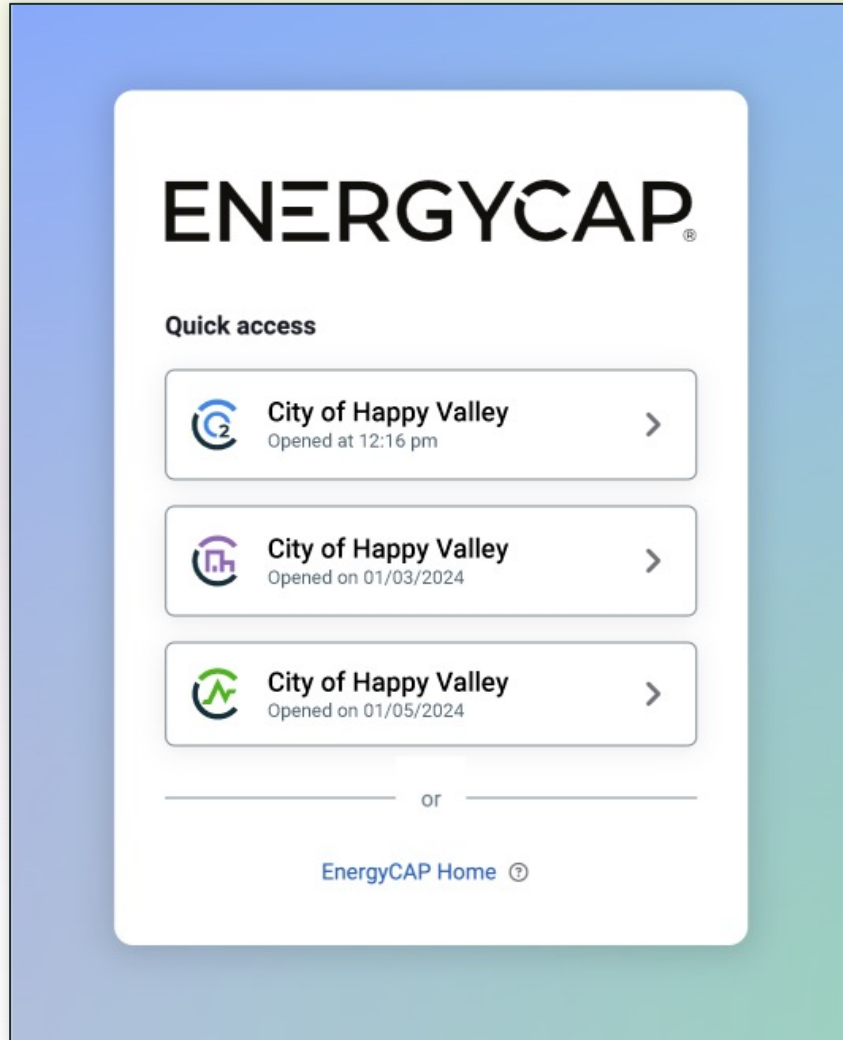 ENERGYCAP®
Quick access
City of Happy Valley
Opened at 12:16 pm
2
City of Happy Valley
Opened on 01/03/2024
City of Happy Valley
Opened on 01/05/2024
or
EnergyCAP Home ?